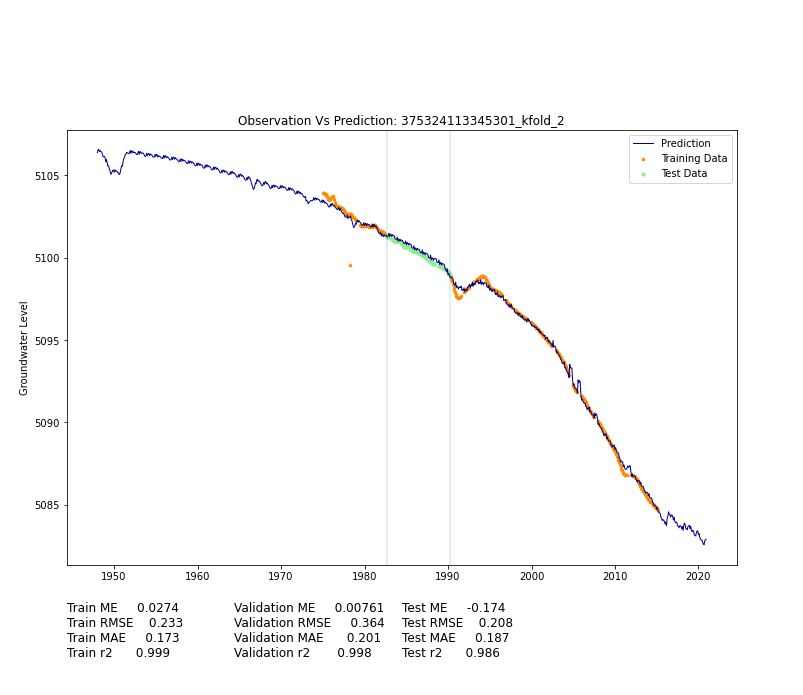 Observation Vs Prediction: 375324113345301_kfold_2
Prediction
Training Data
Test Data
5105
5100
5095
5090
5085
Groundwater Level
1950 1960 1970 1980 1990 2000 2010 2020
Train ME 0.0274 Validation ME 0.00761 Test ME -0.174
Train RMSE 0.233 Validation RMSE 0.364 Test RMSE 0.208
Train MAE 0.173 Validation MAE 0.201 Test MAE 0.187
Train r2 0.999 Validation r2 0.998 Test r2 0.986